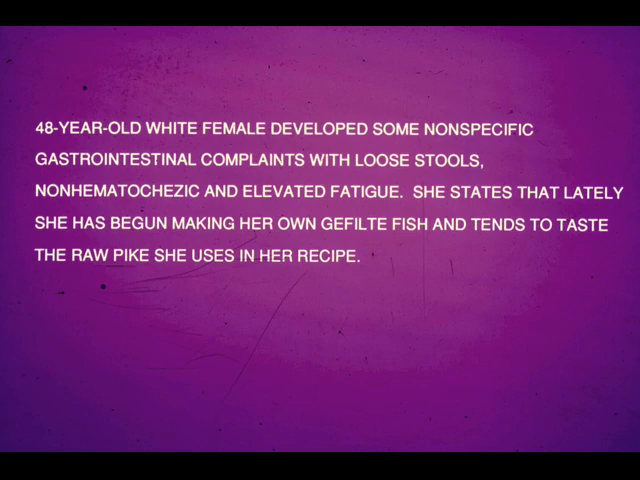 48-YEAR-OLD WHITE FEMALE DEVELOPED SOME NONSPECIFIC
GASTROINTESTINAL COMPLAINTS WITH LOOSE STOOLS,
NONHEMATOCHEZIC AND ELEVATED FATIGUE. SHE STATES THAT LATELY
SHE HAS BEGUN MAKING HER OWN GEFILTE FISH AND TENDS TO TASTE
THE RAW PIKE SHE USES IN HER RECIPE.